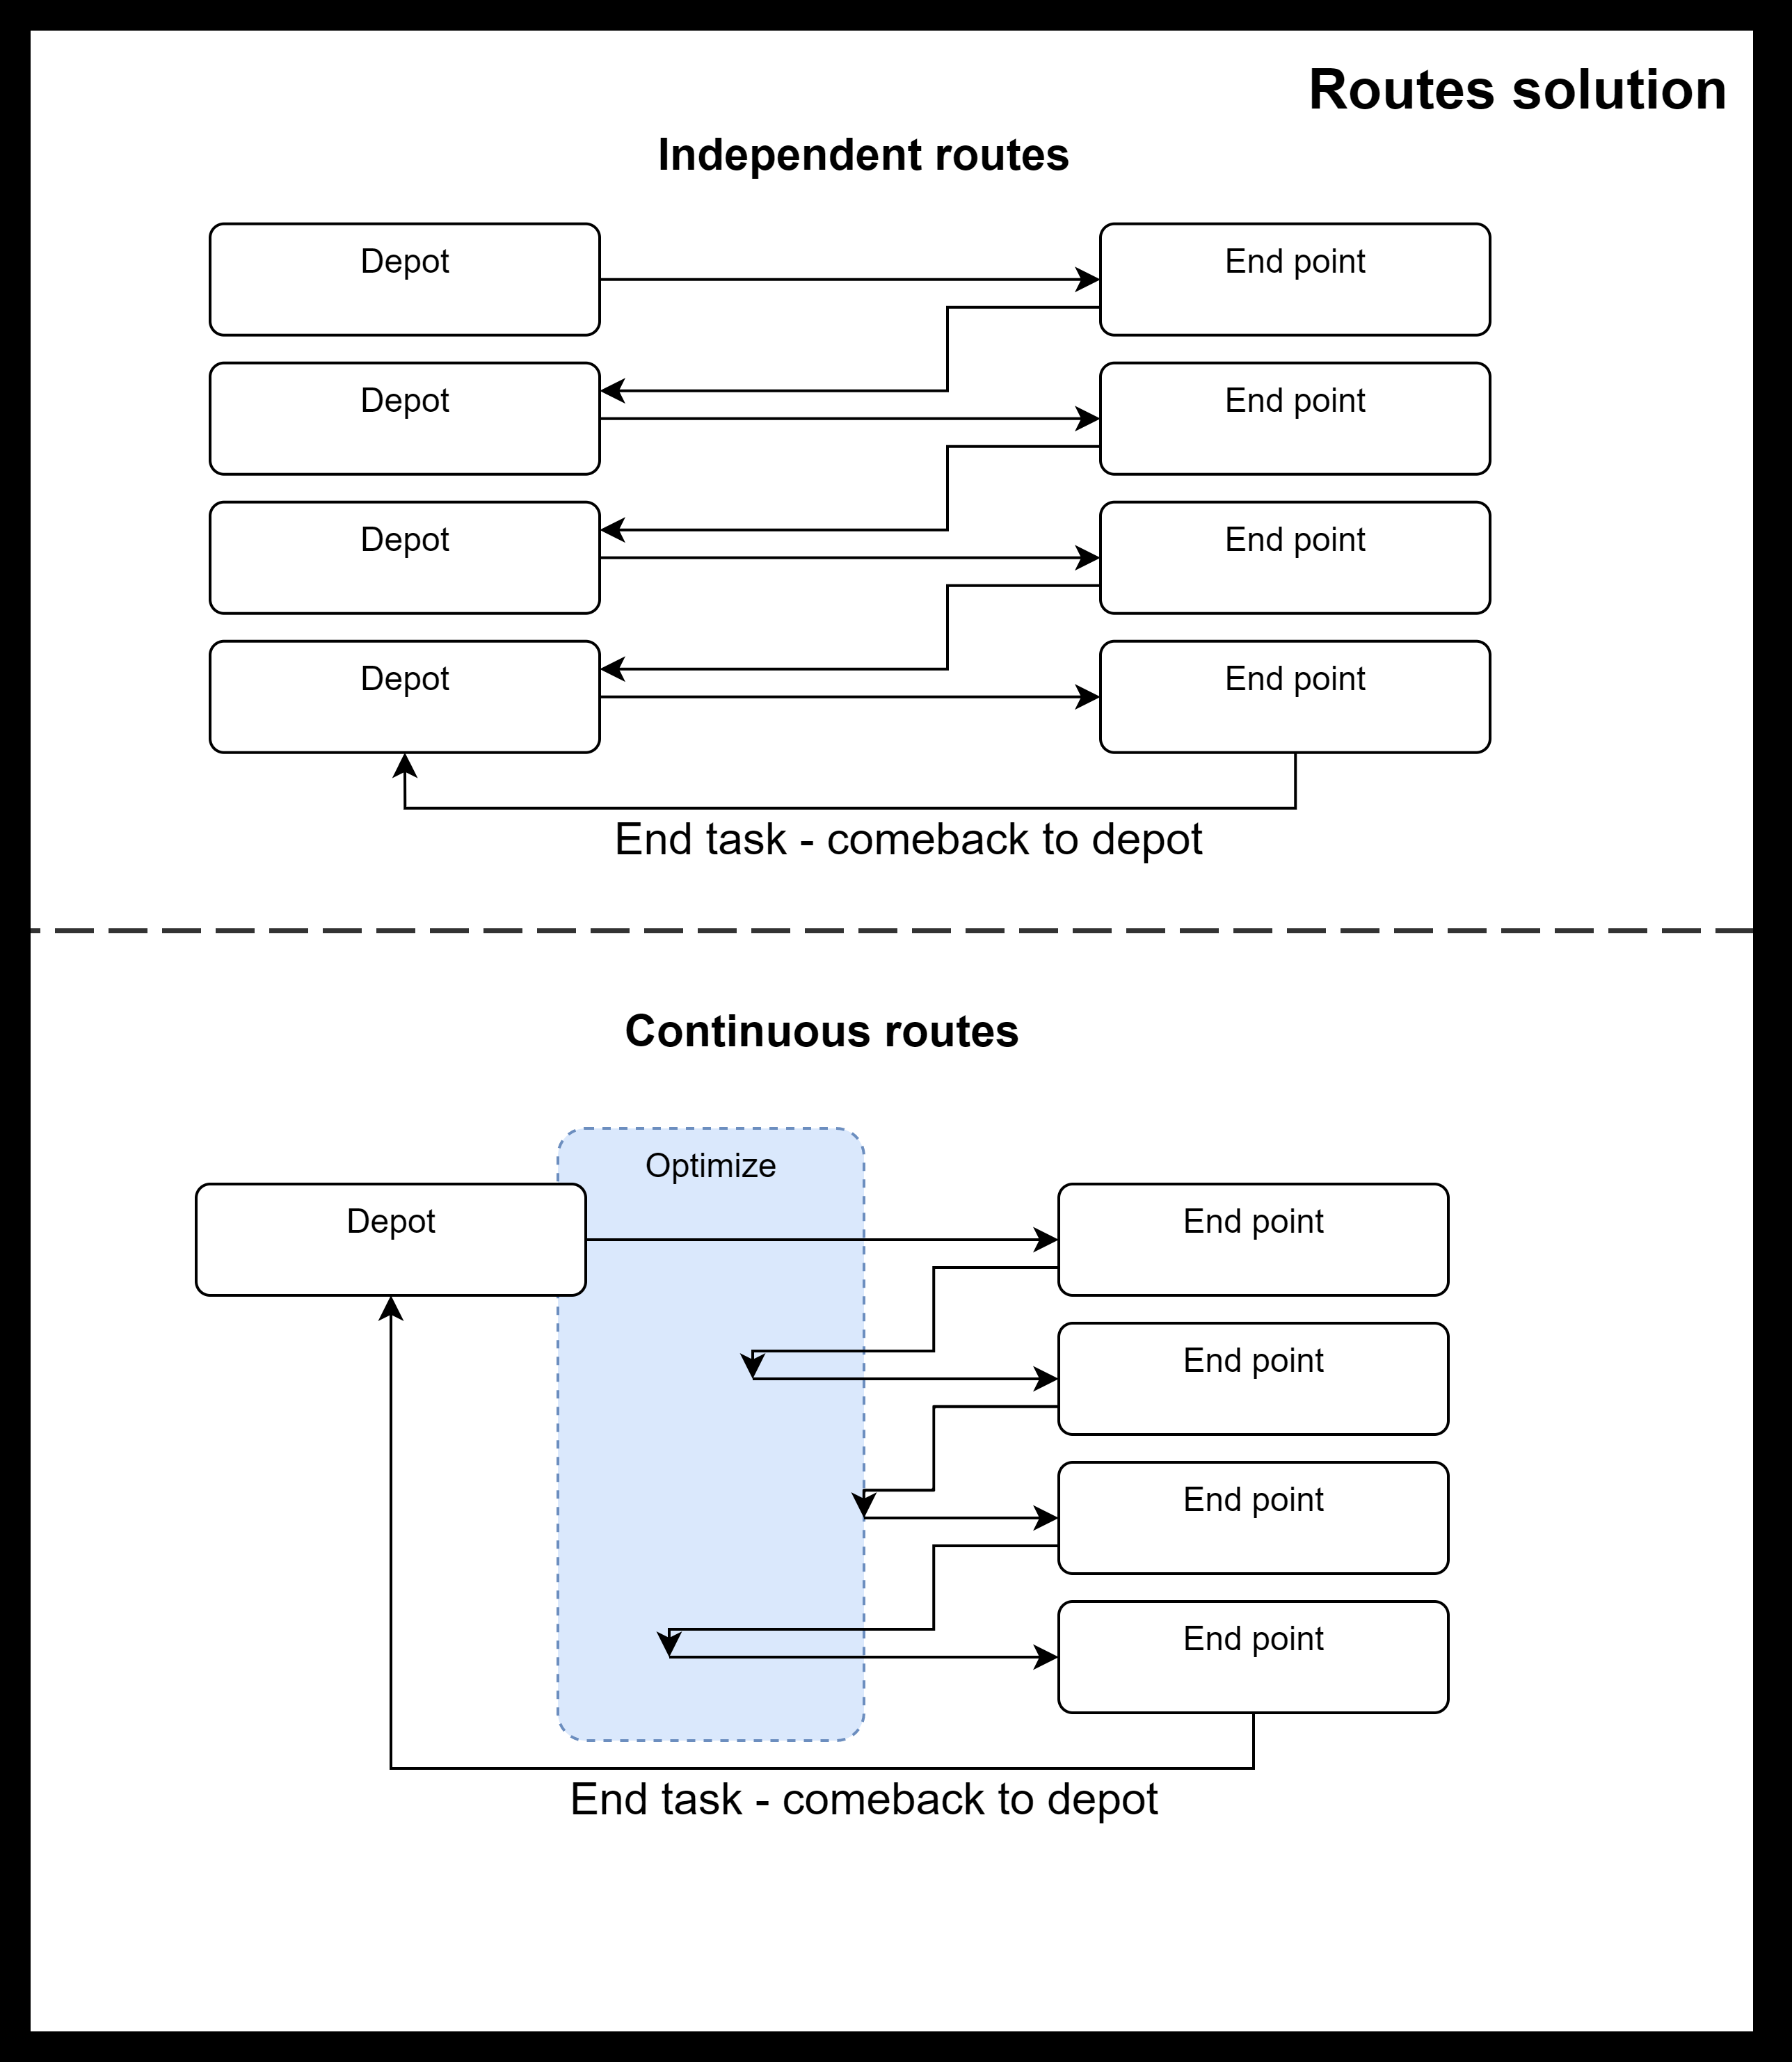 Routes solution
Independent routes
Depot
End point
Depot
End point
Depot
End point
Depot
End point
End task - comeback to depot
Continuous routes
Optimize
Depot
End point
End point
End point
End point
End task - comeback to depot